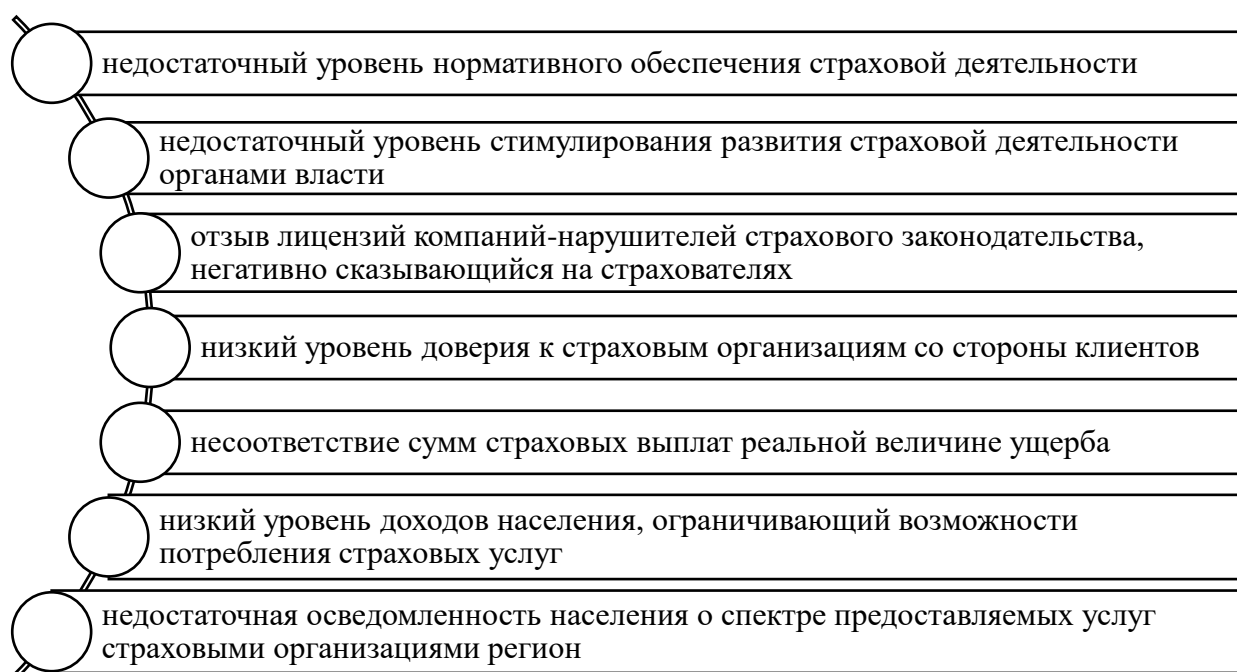 недостаточный уровень нормативного обеспечения страховой деятельности
недостаточный уровень стимулирования развития страховой деятельности
органами власти
отзыв лицензий компаний-нарушителей страхового законодательства,
негативно сказывающийся на страхователях
низкий уровень доверия к страховым организациям со стороны клиентов
несоответствие сумм страховых выплат реальной величине ущерба
низкий уровень доходов населения, ограничивающий возможности
потребления страховых услуг
недостаточная осведомленность населения о спектре предоставляемых услуг
страховыми организациями регион